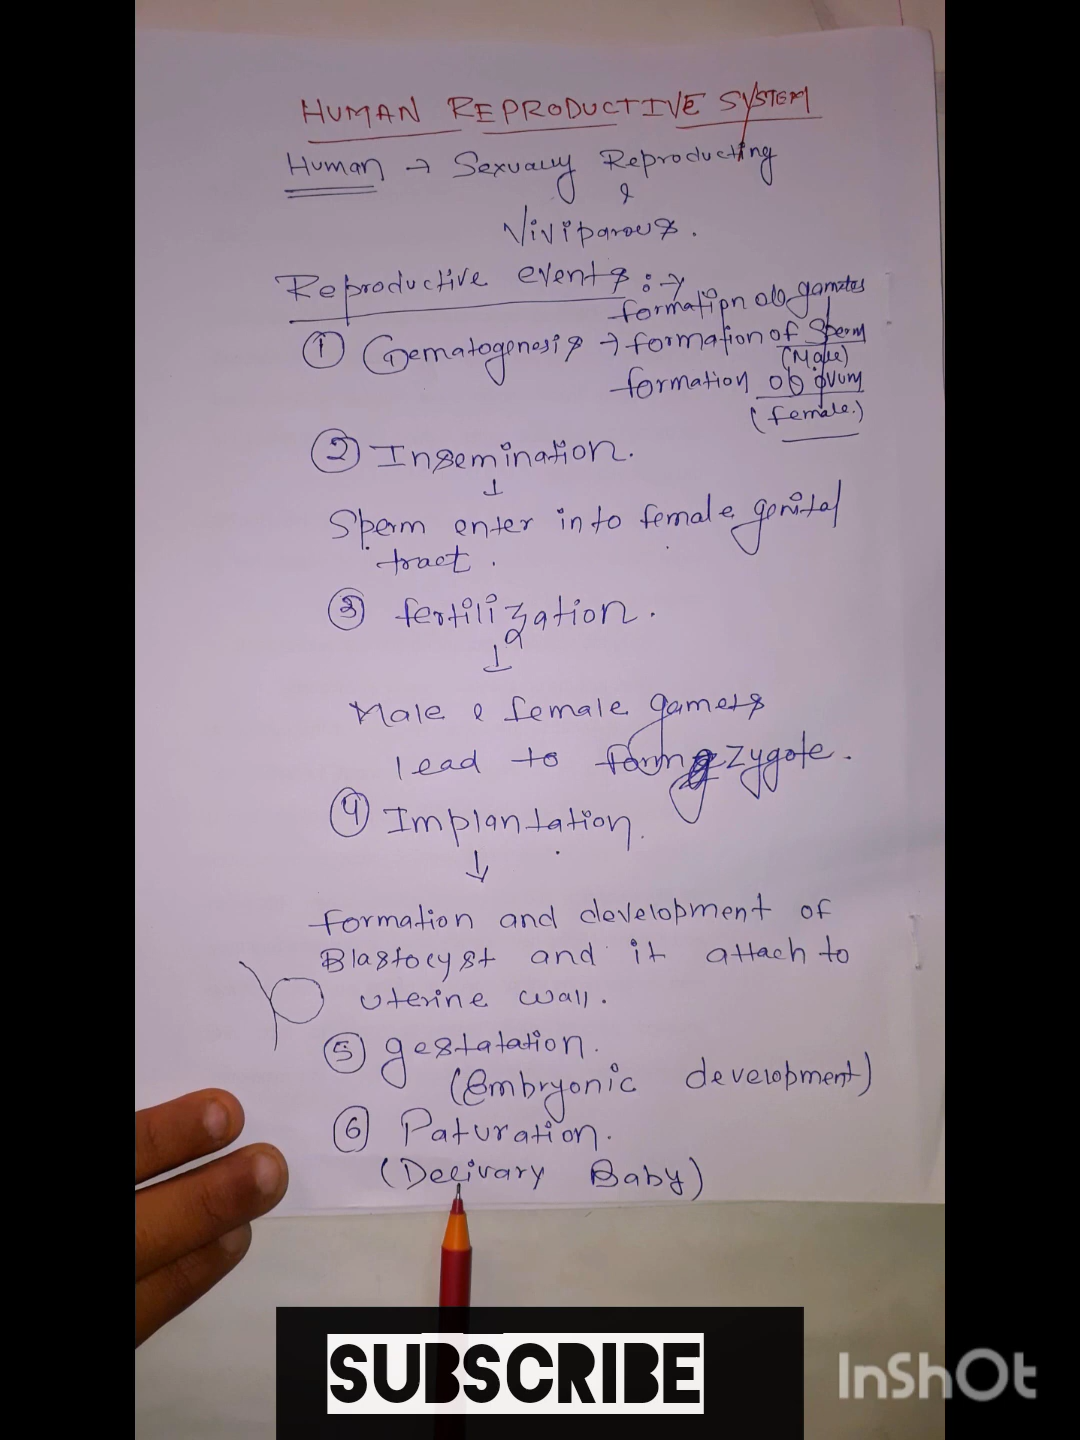 HUMAN REPRODUCTIVE SYSTEM
Human → Sexually Reproducting
&
Viviparous.
Reproductive events :→
formation of gametes
① Gematogenesis → formation of Sperm
(Male)
formation of ovum
(female.)
② Insemination.
↓
Sperm enter into female genital
tract.
③ fertilization.
↓
Male & female gamets
lead to form zygote.
④ Implantation.
↓
formation and development of
Blastocyst and it attach to
uterine wall.
⑤ gestatation.
(Embryonic development)
⑥ Paturation.
(Delivary Baby)
SUBSCRIBE
InShOt